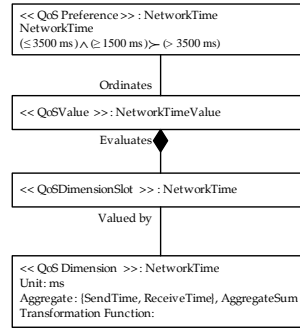 << QoS Preference >> : NetworkTime
NetworkTime
(≤ 3500 ms) ∧ (≥ 1500 ms) ≻ (> 3500 ms)
Ordinates
<< QoSValue >> : NetworkTimeValue
Evaluates
<< QoSDimensionSlot >> : NetworkTime
Valued by
<< QoS Dimension >>: NetworkTime
Unit: ms
Aggregate: {SendTime, ReceiveTime}, AggregateSum
Transformation Function: